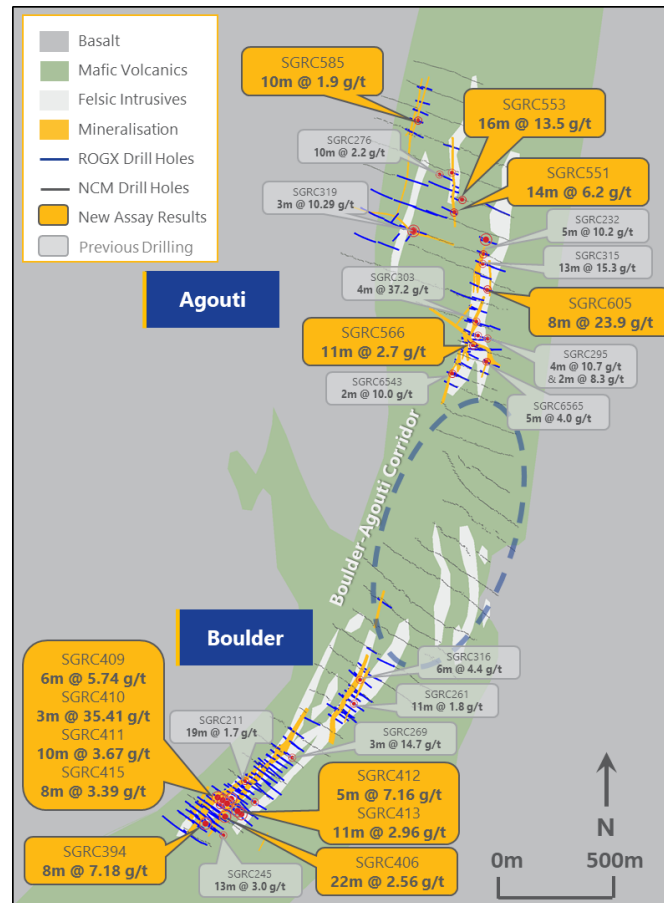 Basalt
Mafic Volcanics
Felsic Intrusives
Mineralisation
ROGX Drill Holes
NCM Drill Holes
New Assay Results
Previous Drilling
SGRC585
10m @ 1.9 g/t
SGRC553
16m @ 13.5 g/t
SGRC276
10m @ 2.2 g/t
SGRC551
14m @ 6.2 g/t
SGRC319
3m @ 10.29 g/t
SGRC232
5m @ 10.2 g/t
SGRC315
13m @ 15.3 g/t
Agouti
SGRC303
4m @ 37.2 g/t
SGRC605
8m @ 23.9 g/t
SGRC566
11m @ 2.7 g/t
SGRC295
4m @ 10.7 g/t
& 2m @ 8.3 g/t
SGRC6543
2m @ 10.0 g/t
SGRC6565
5m @ 4.0 g/t
Boulder-Agouti Corridor
Boulder
SGRC409
6m @ 5.74 g/t
SGRC410
3m @ 35.41 g/t
SGRC411
10m @ 3.67 g/t
SGRC415
8m @ 3.39 g/t
SGRC316
6m @ 4.4 g/t
SGRC261
11m @ 1.8 g/t
SGRC211
19m @ 1.7 g/t
SGRC269
3m @ 14.7 g/t
SGRC412
5m @ 7.16 g/t
SGRC413
11m @ 2.96 g/t
SGRC394
8m @ 7.18 g/t
SGRC245
13m @ 3.0 g/t
SGRC406
22m @ 2.56 g/t
N
0m 500m